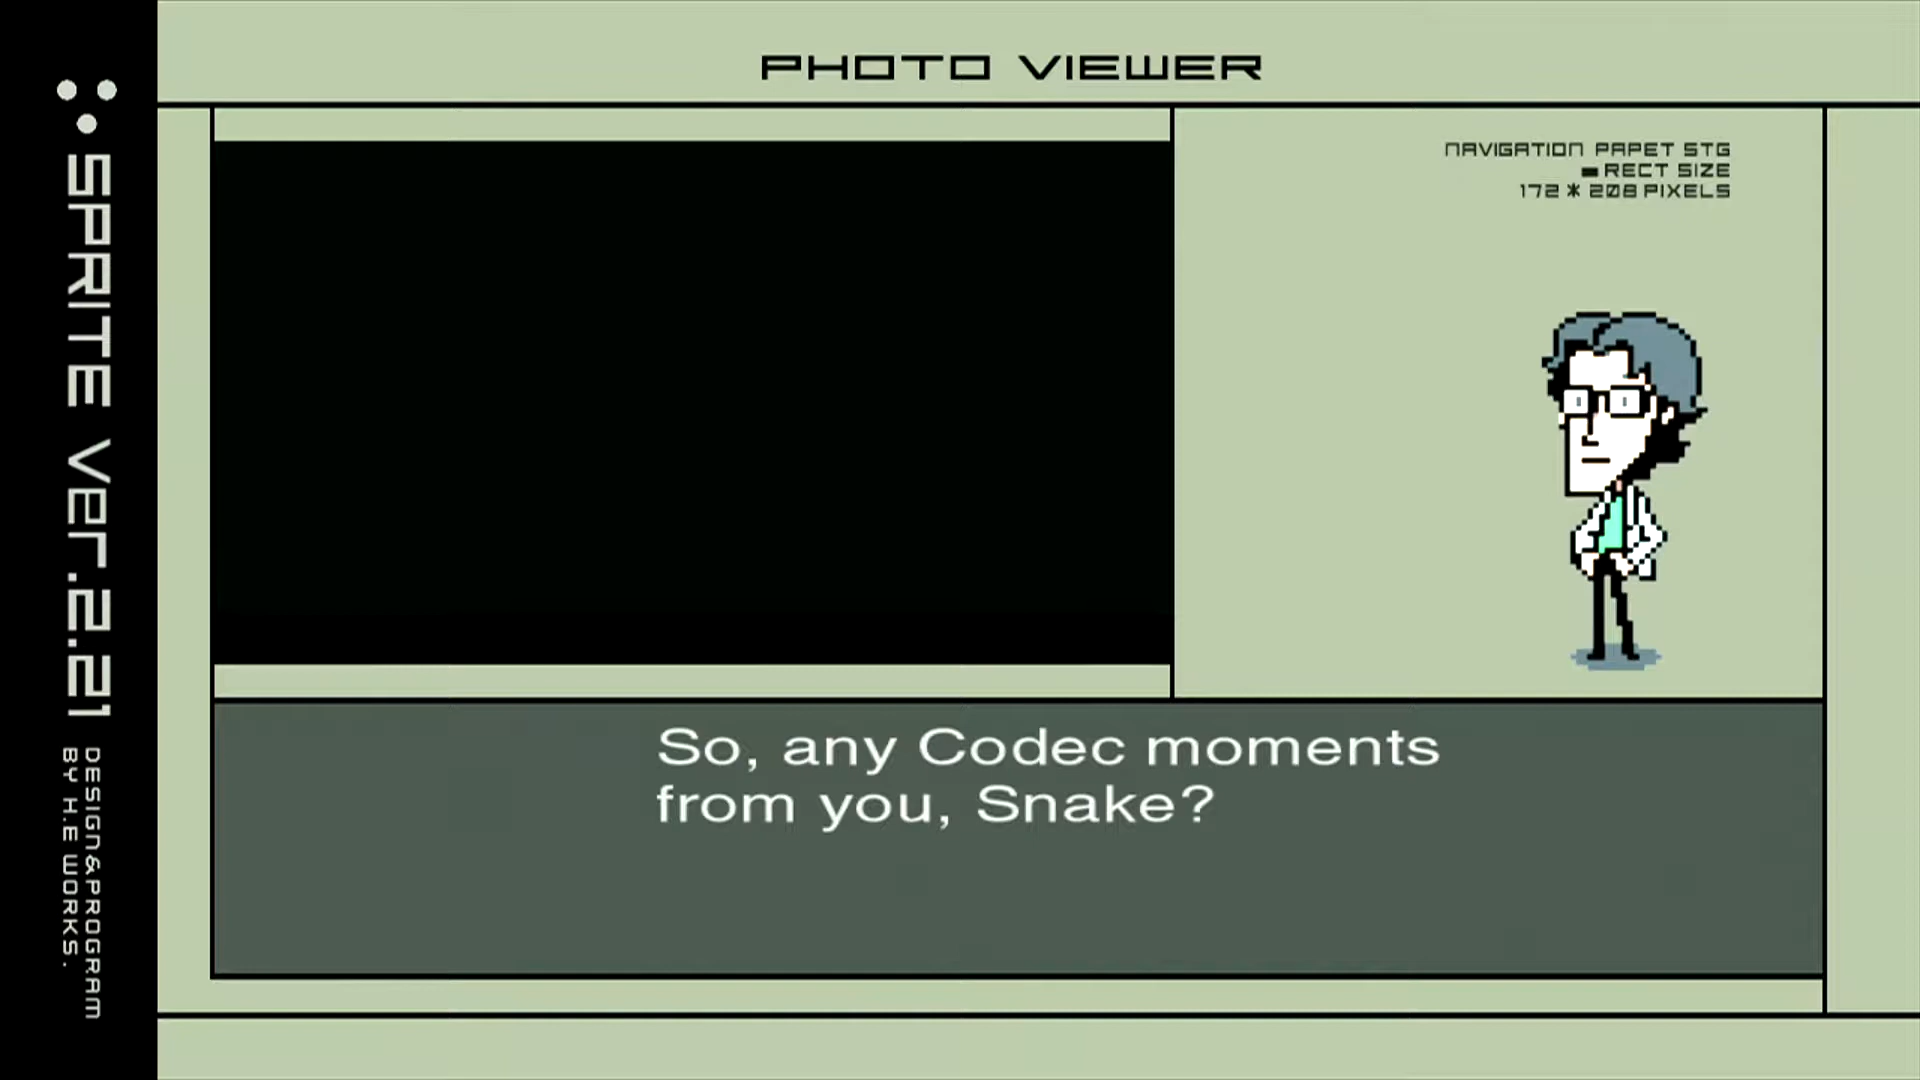 PHOTO VIEWER
SPRITE Ver.2.21
DESIGN&PROGRAM
BY H.E WORKS.
NAVIGATION PAPET STG
RECT SIZE
172 * 208 PIXELS
So, any Codec moments
from you, Snake?